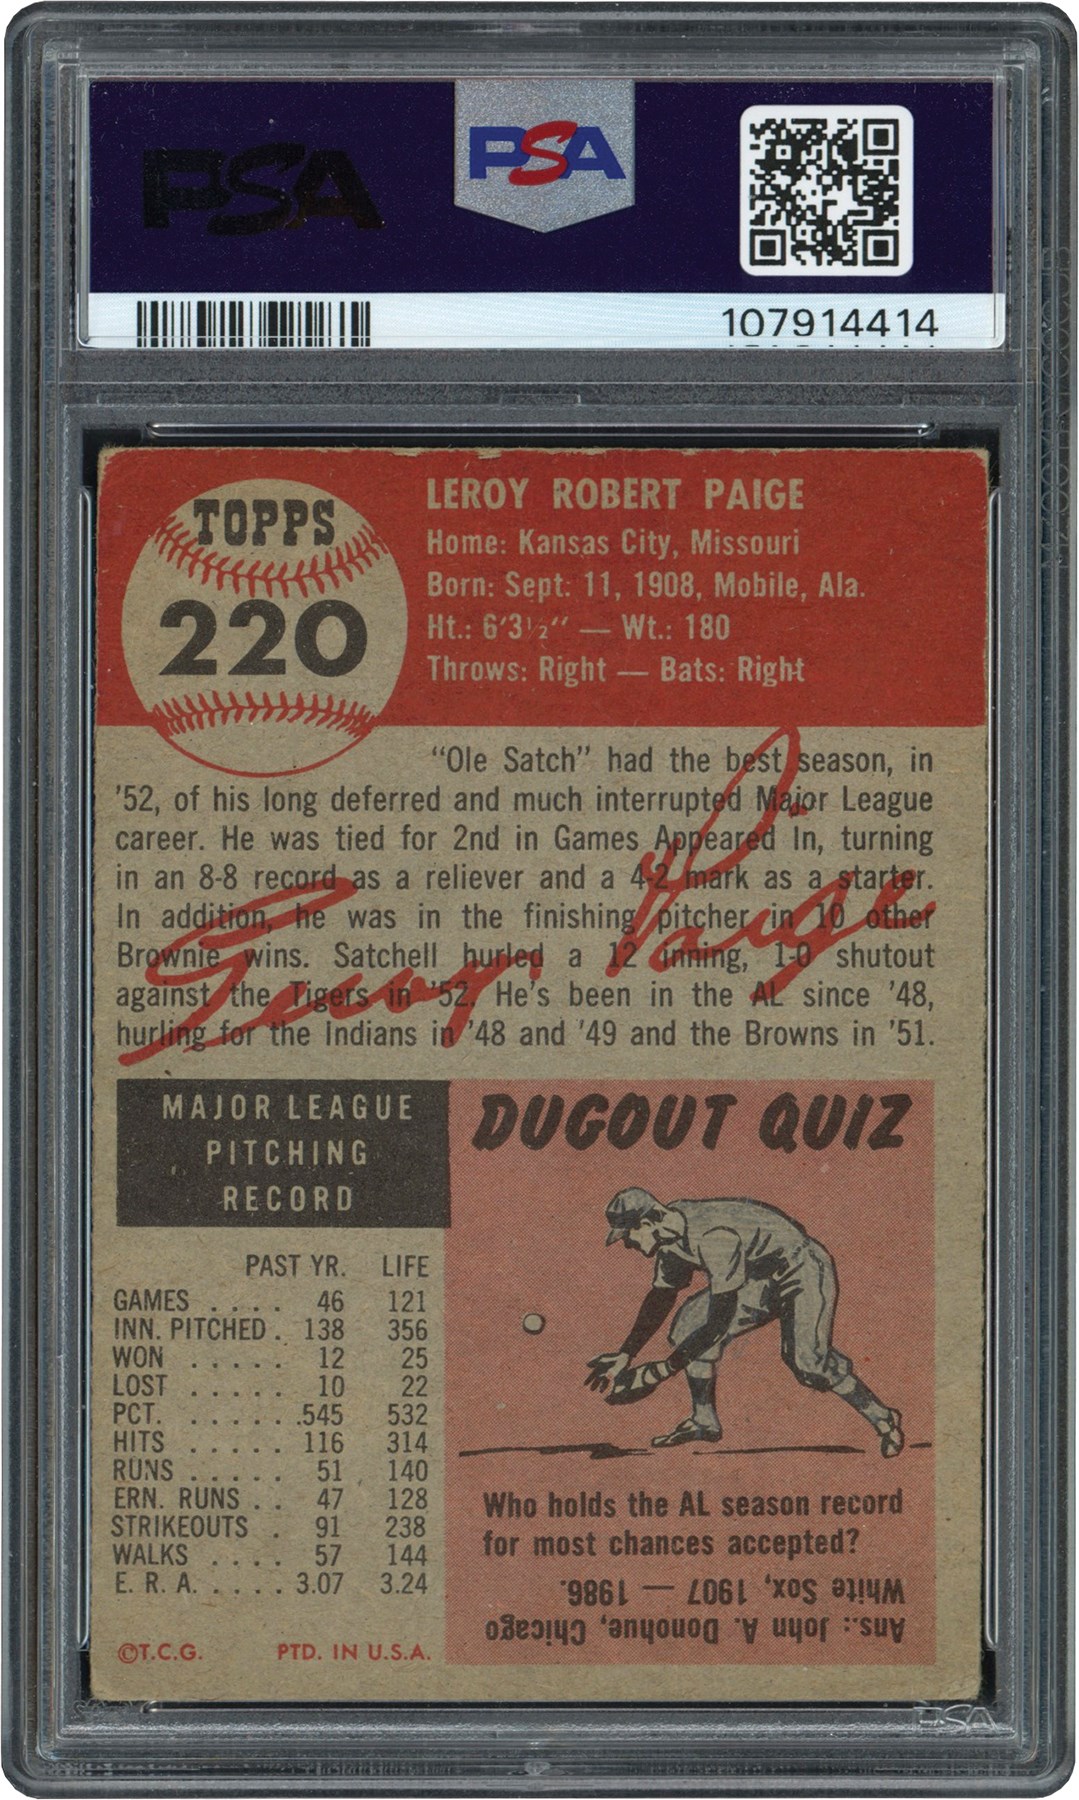 PSA
PSA
107914414
TOPPS
220
LEROY ROBERT PAIGE
Home: Kansas City, Missouri
Born: Sept. 11, 1908, Mobile, Ala.
Ht.: 6'3½" — Wt.: 180
Throws: Right — Bats: Right
"Ole Satch" had the best season, in
'52, of his long deferred and much interrupted Major League
career. He was tied for 2nd in Games Appeared In, turning
in an 8-8 record as a reliever and a 4-2 mark as a starter.
In addition, he was in the finishing pitcher in 10 other
Brownie wins. Satchell hurled a 12 inning, 1-0 shutout
against the Tigers in '52. He's been in the AL since '48,
hurling for the Indians in '48 and '49 and the Browns in '51.
Leroy Paige
MAJOR LEAGUE
PITCHING
RECORD
PAST YR. LIFE
GAMES .... 46 121
INN. PITCHED . 138 356
WON ..... 12 25
LOST ..... 10 22
PCT. ......545 532
HITS ..... 116 314
RUNS ..... 51 140
ERN. RUNS .. 47 128
STRIKEOUTS . 91 238
WALKS .... 57 144
E. R. A. .... 3.07 3.24
©T.C.G. PTD. IN U.S.A.
DUGOUT QUIZ
Who holds the AL season record
for most chances accepted?
Ans.: John A. Donohue, Chicago
White Sox, 1907 — 1986.
PSA